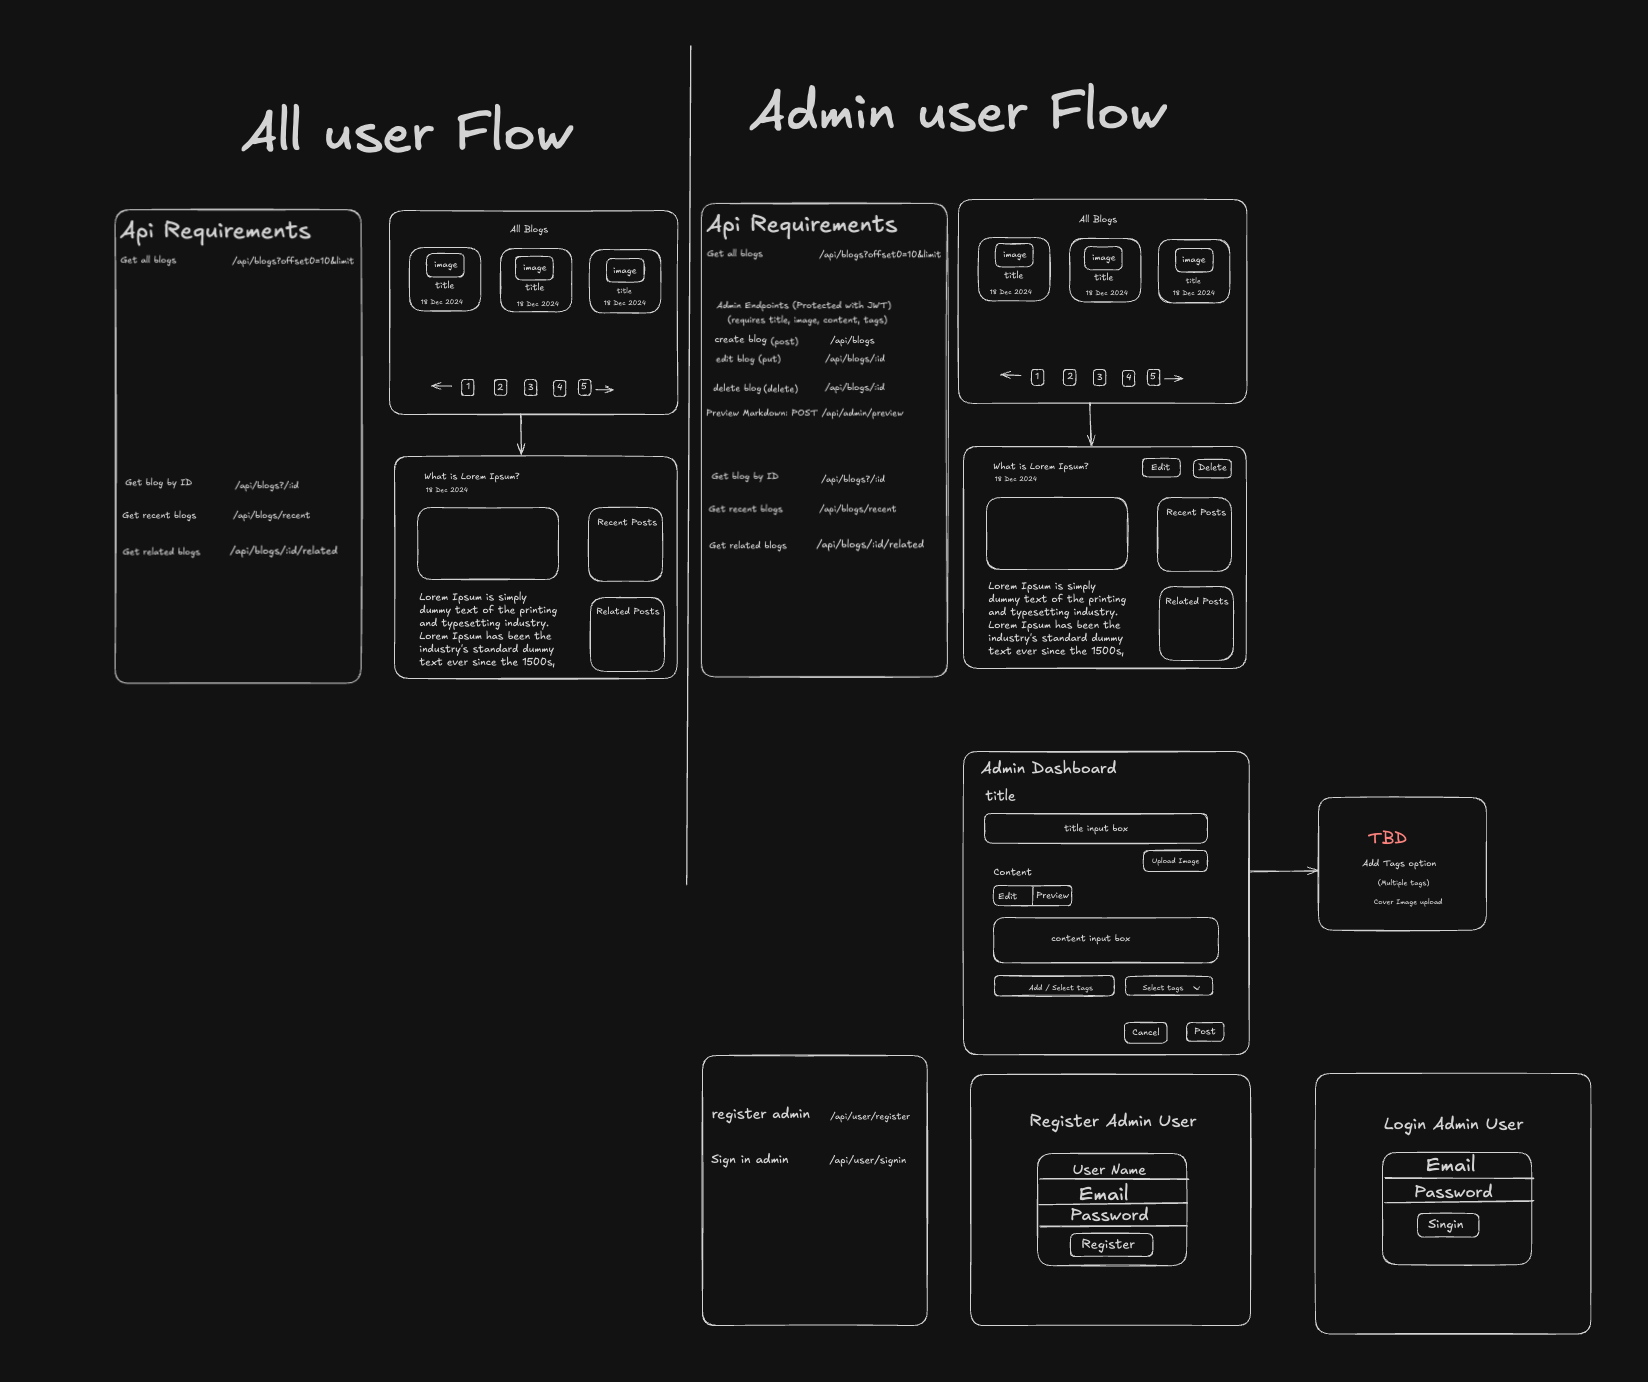 All user Flow
Api Requirements
Get all blogs /api/blogs?offset0=10&limit
Get blog by ID /api/blogs?/:id
Get recent blogs /api/blogs/recent
Get related blogs /api/blogs/:id/related
All Blogs
image image image
title title title
18 Dec 2024 18 Dec 2024 18 Dec 2024
1 2 3 4 5
What is Lorem Ipsum?
18 Dec 2024
Recent Posts
Lorem Ipsum is simply
dummy text of the printing
and typesetting industry.
Lorem Ipsum has been the
industry's standard dummy
text ever since the 1500s,
Related Posts
Admin user Flow
Api Requirements
Get all blogs /api/blogs?offset0=10&limit
Admin Endpoints (Protected with JWT)
(requires title, image, content, tags)
create blog (post) /api/blogs
edit blog (put) /api/blogs/:id
delete blog (delete) /api/blogs/:id
Preview Markdown: POST /api/admin/preview
Get blog by ID /api/blogs?/:id
Get recent blogs /api/blogs/recent
Get related blogs /api/blogs/:id/related
All Blogs
image image image
title title title
18 Dec 2024 18 Dec 2024 18 Dec 2024
1 2 3 4 5
What is Lorem Ipsum? Edit Delete
18 Dec 2024
Recent Posts
Lorem Ipsum is simply
dummy text of the printing
and typesetting industry.
Lorem Ipsum has been the
industry's standard dummy
text ever since the 1500s,
Related Posts
Admin Dashboard
title
title input box
Upload Image
Content
Edit Preview
content input box
Add / Select tags Select tags
Cancel Post
TBD
Add Tags option
(Multiple tags)
Cover Image upload
register admin /api/user/register
Sign in admin /api/user/signin
Register Admin User
User Name
Email
Password
Register
Login Admin User
Email
Password
Singin